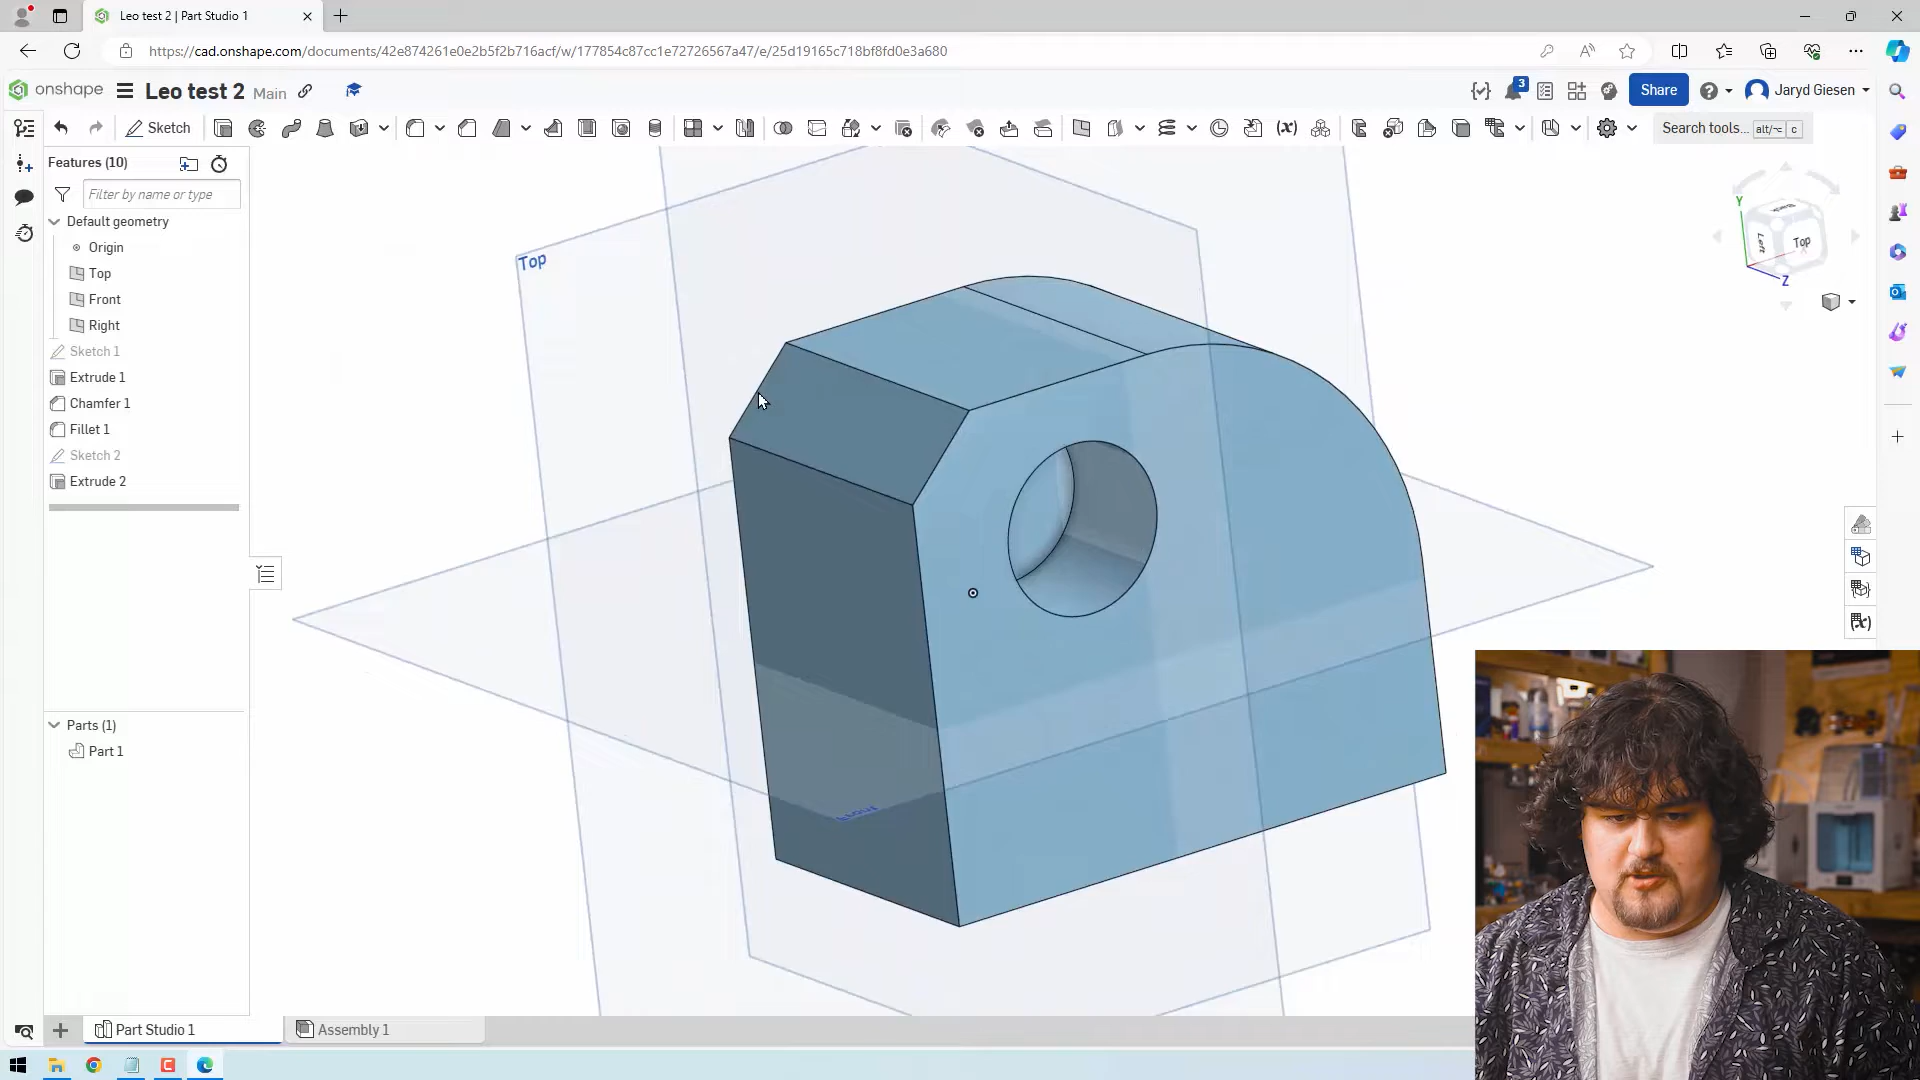 Leo test 2 | Part Studio 1
https://cad.onshape.com/documents/42e874261e0e2b5f2b716acf/w/177854c87cc1e72726567a47/e/25d19165c718bf8fd0e3a680
onshape
Leo test 2 Main
3
Share
Jaryd Giesen
Sketch
Search tools... alt/⌥ c
Features (10)
Filter by name or type
Default geometry
Origin
Top
Front
Right
Sketch 1
Extrude 1
Chamfer 1
Fillet 1
Sketch 2
Extrude 2
Top
Y
Back
Left
Top
Z
Parts (1)
Part 1
Part Studio 1
Assembly 1